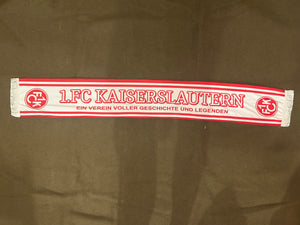 1.FC KAISERSLAUTERN
EIN VEREIN VOLLER GESCHICHTE UND LEGENDEN